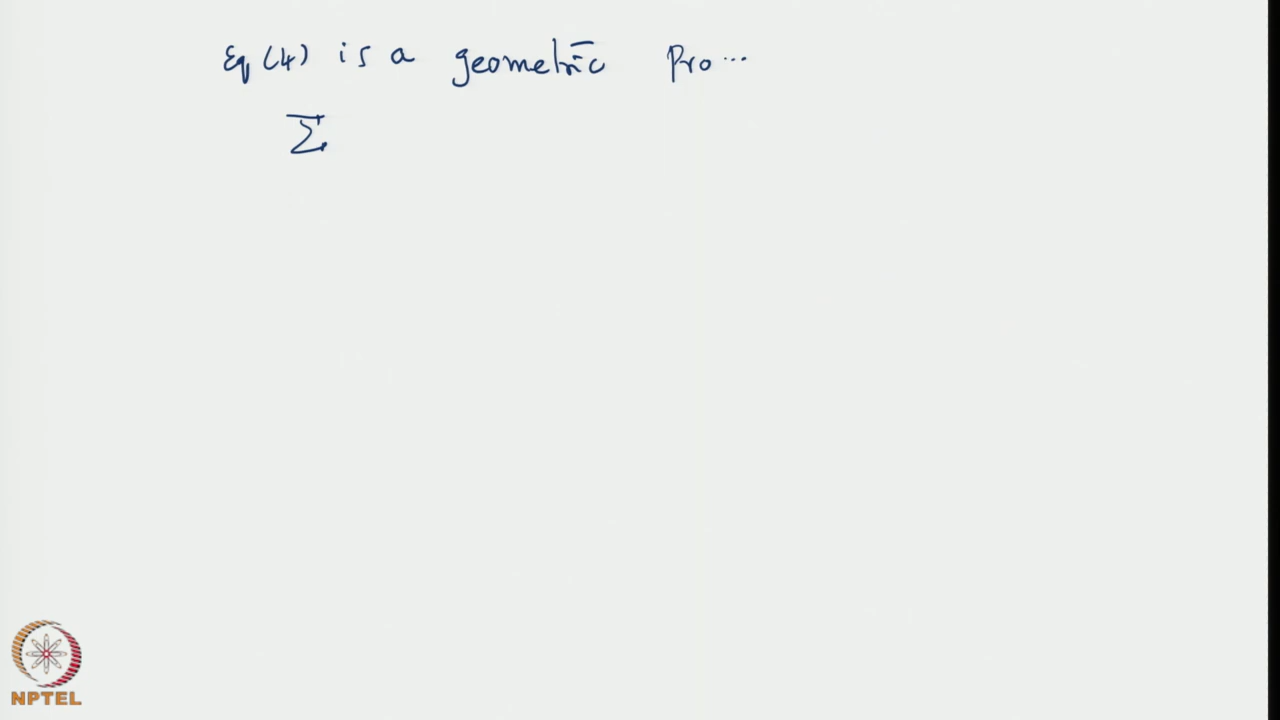 Eq (4) is a geometric Pro...
Σ
NPTEL